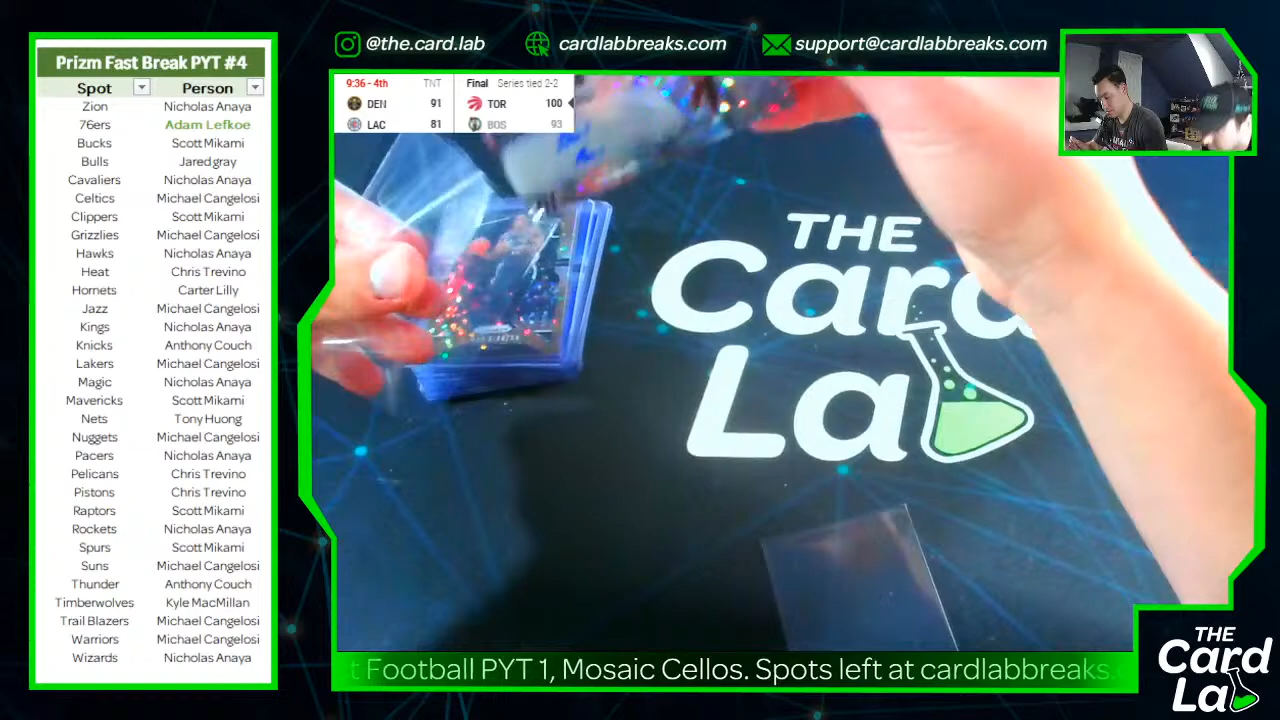 Prizm Fast Break PYT #4
Spot Person
Zion Nicholas Anaya
76ers Adam Lefkoe
Bucks Scott Mikami
Bulls Jared gray
Cavaliers Nicholas Anaya
Celtics Michael Cangelosi
Clippers Scott Mikami
Grizzlies Michael Cangelosi
Hawks Nicholas Anaya
Heat Chris Trevino
Hornets Carter Lilly
Jazz Michael Cangelosi
Kings Nicholas Anaya
Knicks Anthony Couch
Lakers Michael Cangelosi
Magic Nicholas Anaya
Mavericks Scott Mikami
Nets Tony Huong
Nuggets Michael Cangelosi
Pacers Nicholas Anaya
Pelicans Chris Trevino
Pistons Chris Trevino
Raptors Scott Mikami
Rockets Nicholas Anaya
Spurs Scott Mikami
Suns Michael Cangelosi
Thunder Anthony Couch
Timberwolves Kyle MacMillan
Trail Blazers Michael Cangelosi
Warriors Michael Cangelosi
Wizards Nicholas Anaya
@the.card.lab cardlabbreaks.com support@cardlabbreaks.com
9:36 - 4th TNT Final Series tied 2-2
DEN 91 TOR 100
LAC 81 BOS 93
THE
Card
La
t Football PYT 1, Mosaic Cellos. Spots left at cardlabbreaks.
THE
Card
Lab